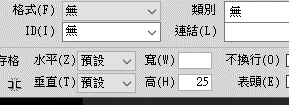 格式(F) 無 類別 無
ID(I) 無 連結(L)
存格 水平(Z) 預設 寬(W) 不換行(O)
垂直(T) 預設 高(H) 25 表頭(E)